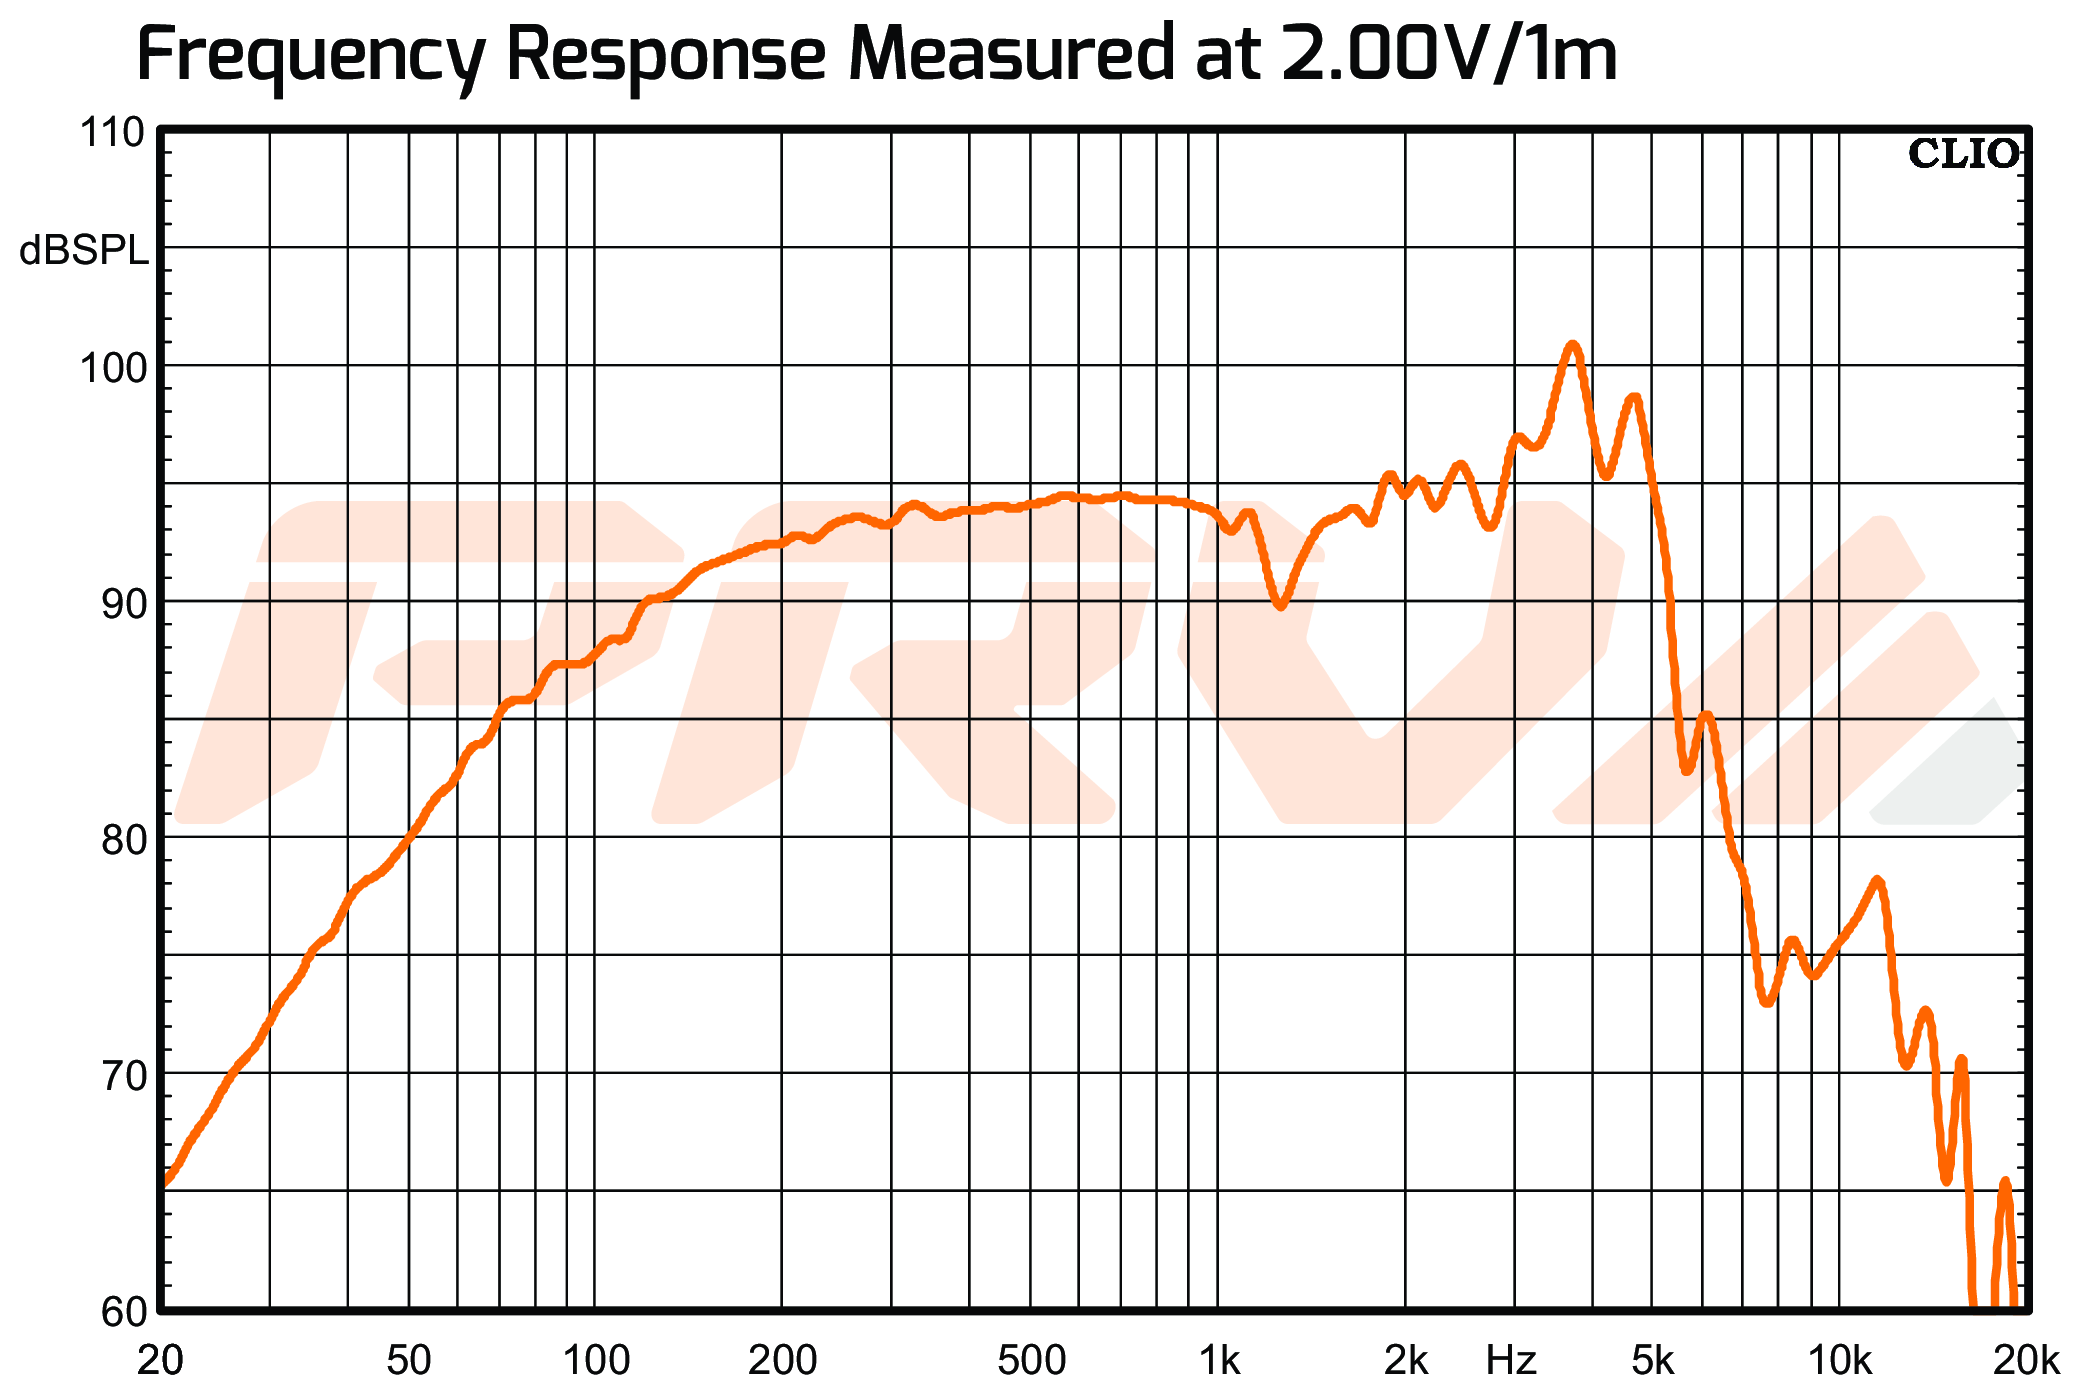 Frequency Response Measured at 2.00V/1m
110
CLIO
dBSPL
100
90
80
70
60
20 50 100 200 500 1k 2k Hz 5k 10k 20k
PRV